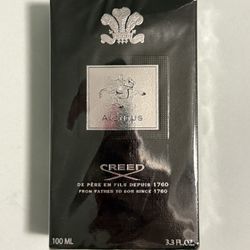 CREED
DE PÈRE EN FILS DEPUIS 1760
FROM FATHER TO SON SINCE 1760
100 ML
3.3 FL.OZ.